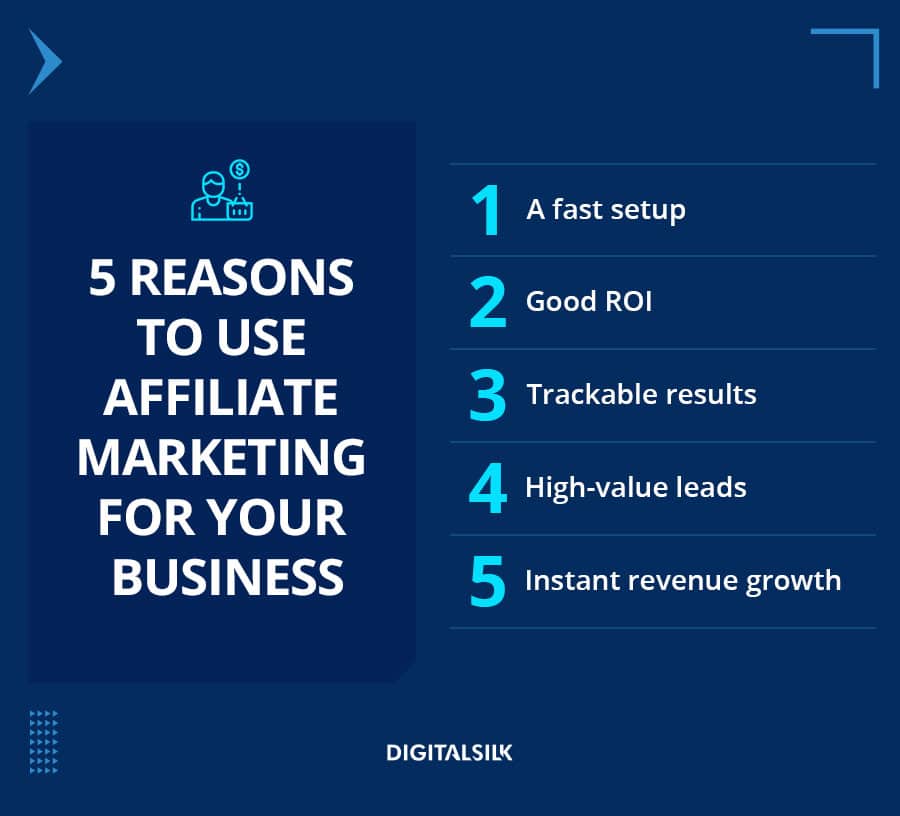 $
5 REASONS
TO USE
AFFILIATE
MARKETING
FOR YOUR
BUSINESS
1 A fast setup
2 Good ROI
3 Trackable results
4 High-value leads
5 Instant revenue growth
DIGITALSILK